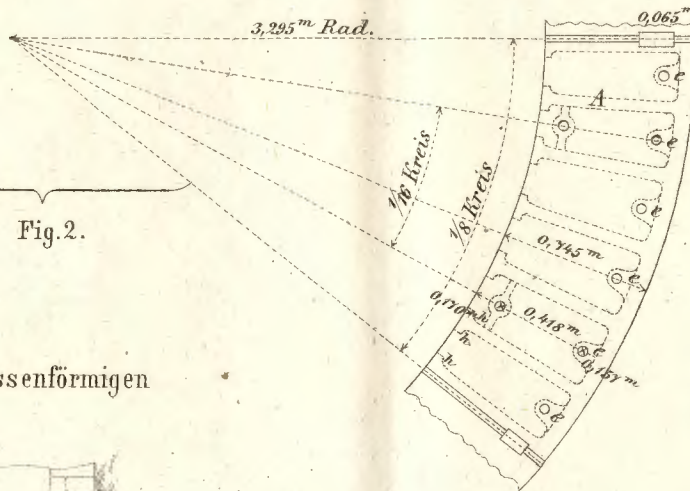 3,295 m Rad.
0,065 m
e
A
e
1/16 Kreis
1/8 Kreis
e
Fig. 2.
0,745 m
e
0,170 m h
0,418 m
e
h
0,157 m
ssenförmigen
h
e